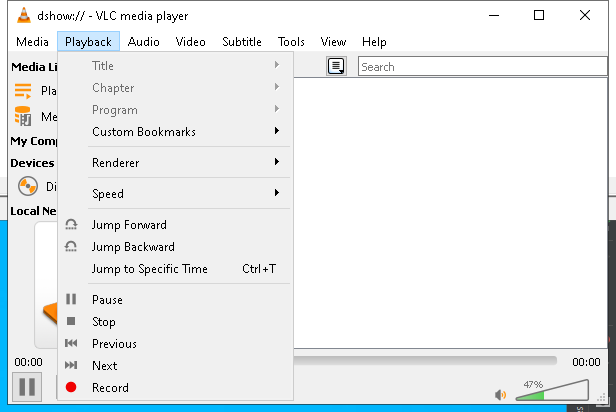 dshow:// - VLC media player
Media Playback Audio Video Subtitle Tools View Help
Media Li
Pla
Me
My Comp
Devices
Di
Local Ne
Search
Title
Chapter
Program
Custom Bookmarks
Renderer
Speed
Jump Forward
Jump Backward
Jump to Specific Time Ctrl+T
Pause
Stop
Previous
Next
Record
00:00 00:00
47%